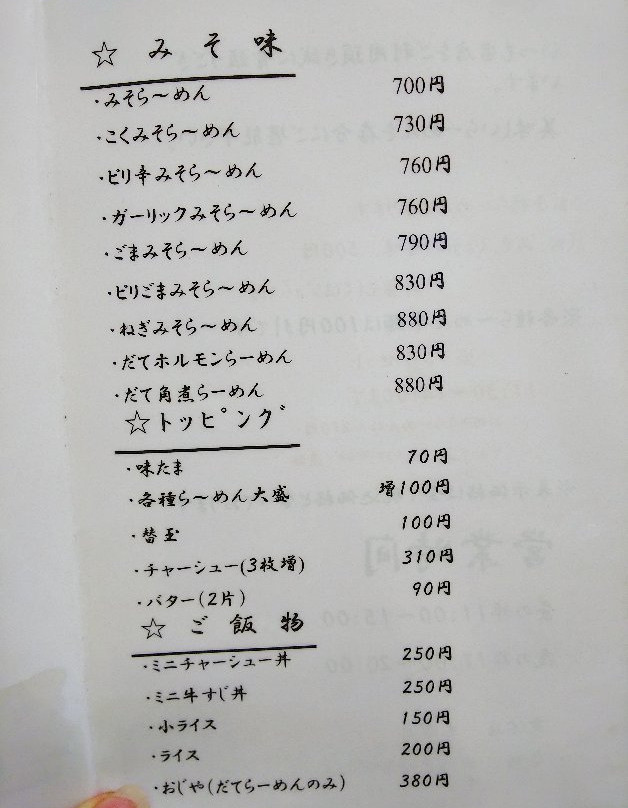 ☆ みそ味
・みそら～めん 700円
・こくみそら～めん 730円
・ピリ辛みそら～めん 760円
・ガーリックみそら～めん 760円
・ごまみそら～めん 790円
・ピリごまみそら～めん 830円
・ねぎみそら～めん 880円
・だてホルモンらーめん 830円
・だて角煮らーめん 880円
☆トッピング
・味たま 70円
・各種ら～めん大盛 増100円
・替玉 100円
・チャーシュー(3枚増) 310円
・バター(2片) 90円
☆ ご飯物
・ミニチャーシュー丼 250円
・ミニ牛すじ丼 250円
・小ライス 150円
・ライス 200円
・おじや(だてらーめんのみ) 380円